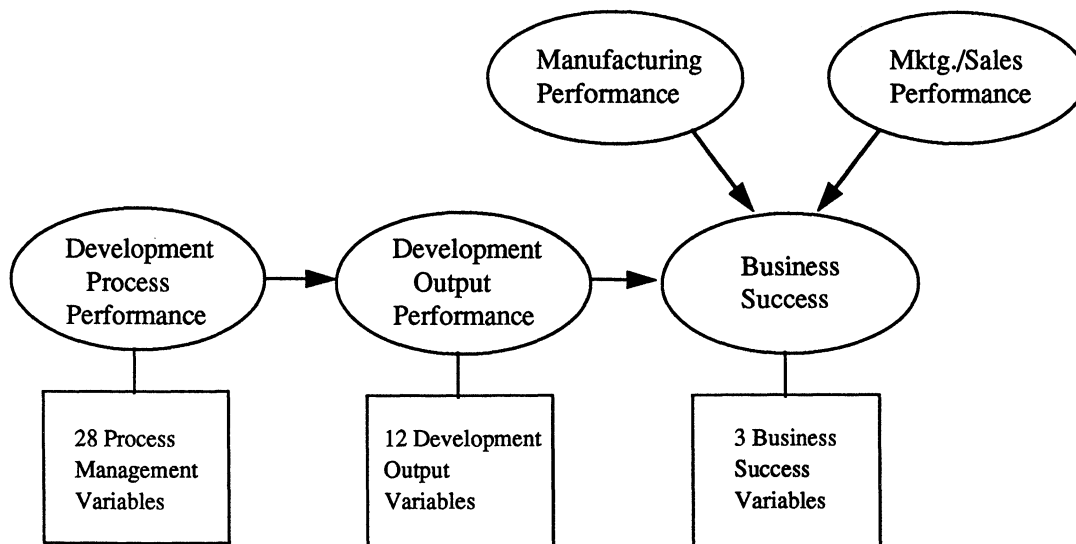 Manufacturing
Performance
Mktg./Sales
Performance
Development
Process
Performance
Development
Output
Performance
Business
Success
28 Process
Management
Variables
12 Development
Output
Variables
3 Business
Success
Variables